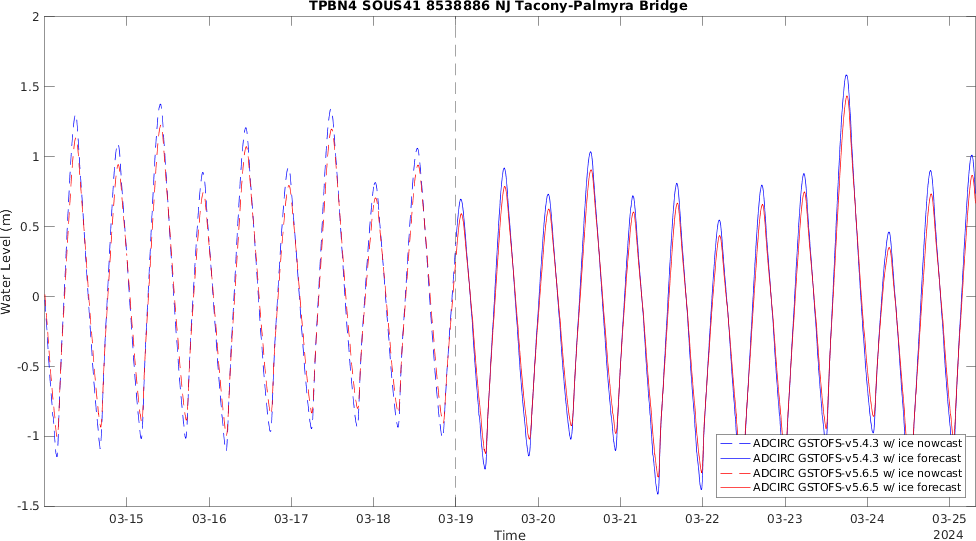 TPBN4 SOUS41 8538886 NJ Tacony-Palmyra Bridge
2
1.5
1
0.5
0
-0.5
-1
-1.5
Water Level (m)
ADCIRC GSTOFS-v5.4.3 w/ ice nowcast
ADCIRC GSTOFS-v5.4.3 w/ ice forecast
ADCIRC GSTOFS-v5.6.5 w/ ice nowcast
ADCIRC GSTOFS-v5.6.5 w/ ice forecast
03-15 03-16 03-17 03-18 03-19 03-20 03-21 03-22 03-23 03-24 03-25
Time
2024